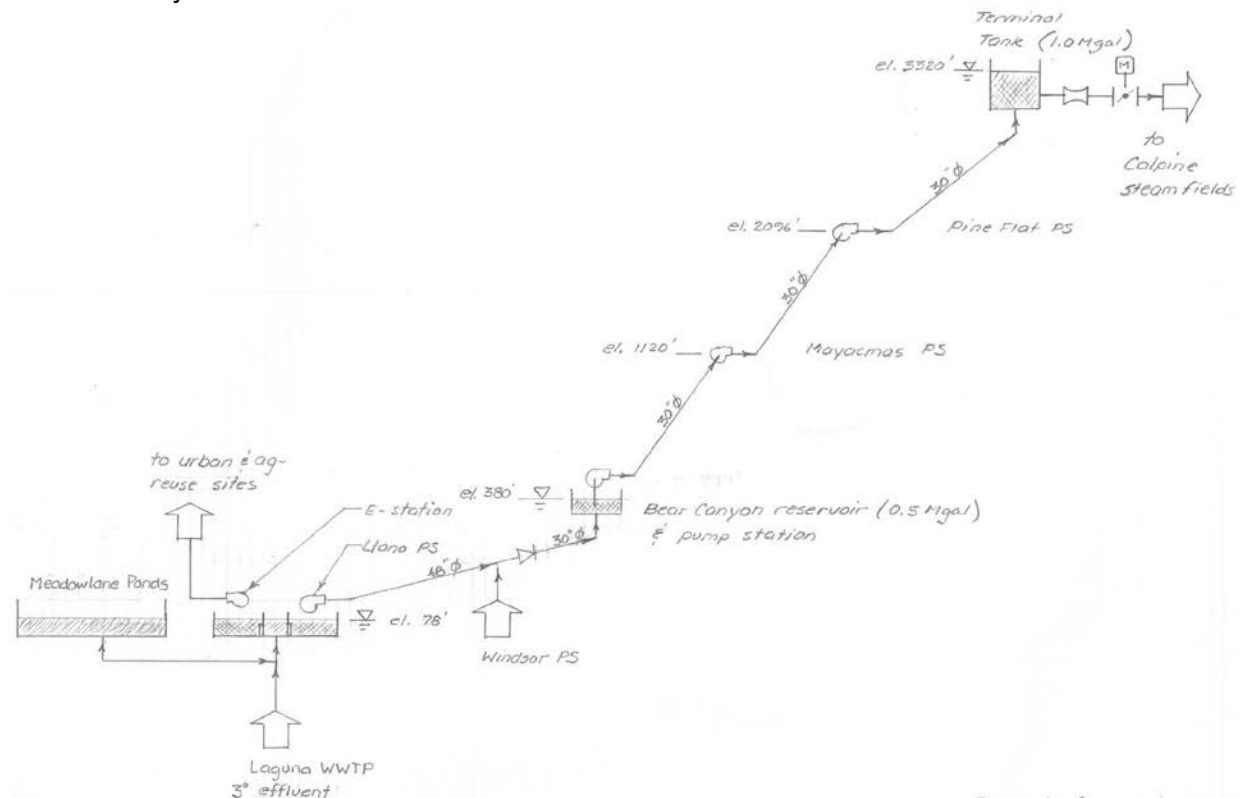 Terminal
Tank (1.0 Mgal)
el. 3320'
M
to
Calpine
steam fields
30"ϕ
el. 2096'
Pine Flat PS
30"ϕ
el. 1120'
Mayacmas PS
30"ϕ
to urban & ag-
reuse sites
el. 380'
Bear Canyon reservoir (0.5 Mgal)
& pump station
E-station
Llano PS
30"ϕ
48"ϕ
Meadowlane Ponds
el. 78'
Windsor PS
Laguna WWTP
3° effluent